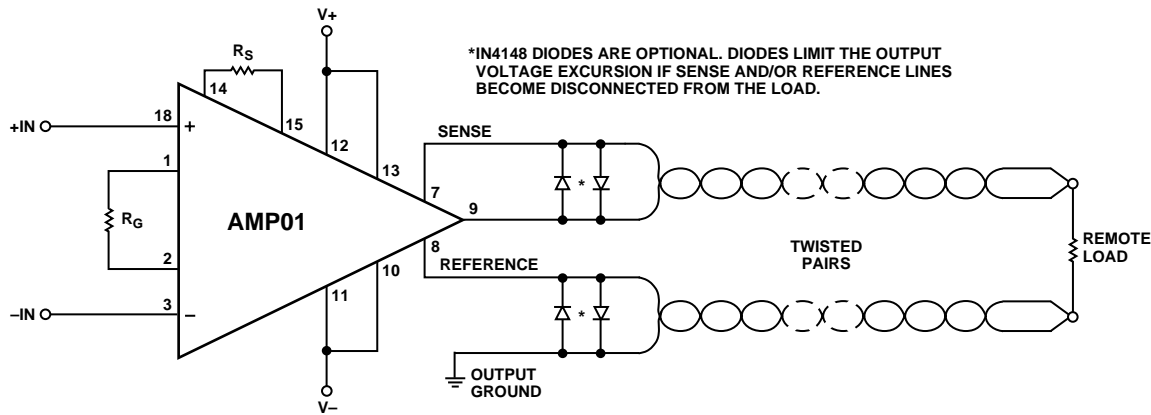 V+
RS
*IN4148 DIODES ARE OPTIONAL. DIODES LIMIT THE OUTPUT
VOLTAGE EXCURSION IF SENSE AND/OR REFERENCE LINES
BECOME DISCONNECTED FROM THE LOAD.
14
15
+IN
18
+
12
SENSE
1
13
7
*
RG
AMP01
9
TWISTED
PAIRS
REMOTE
LOAD
2
8
10
REFERENCE
–IN
3
–
11
*
OUTPUT
GROUND
V–